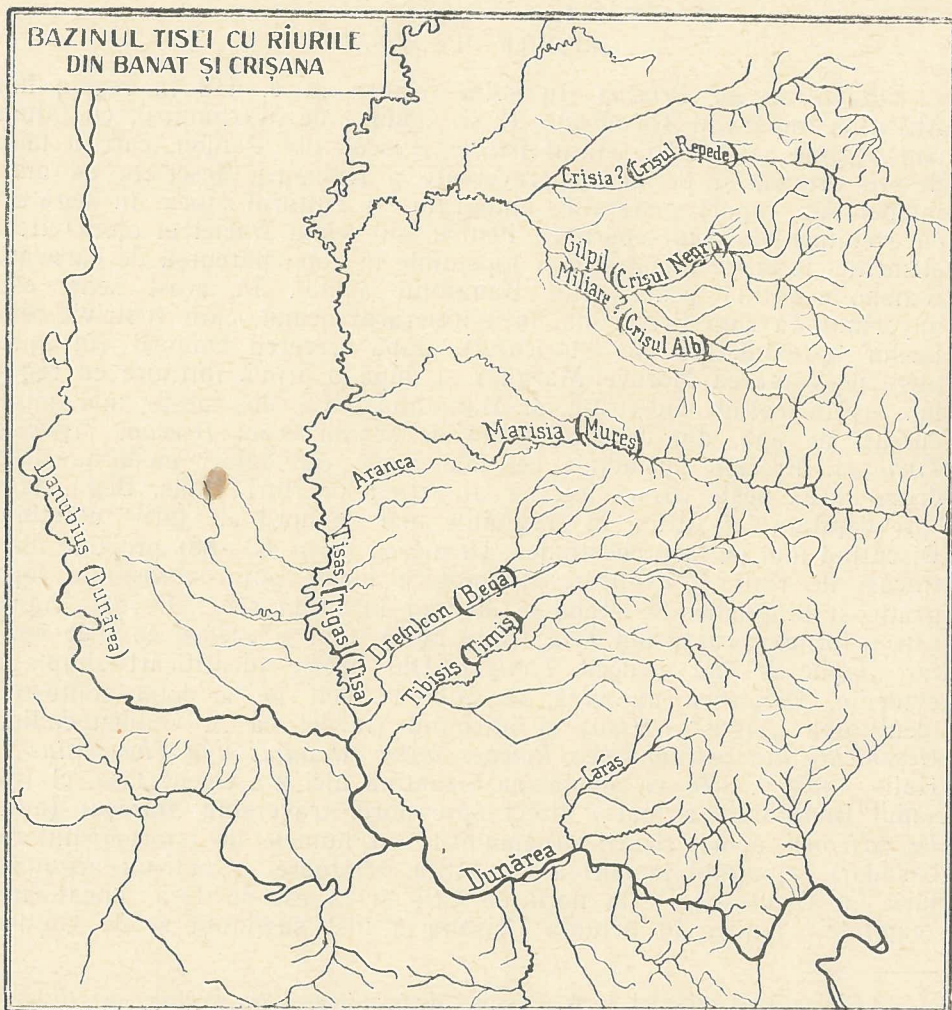 BAZINUL TISEI CU RÎURILE
DIN BANAT ȘI CRIȘANA
Crisia? (Crișul Repede)
Gilpil (Crișul Negru)
Miliare? (Crișul Alb)
Marisia (Mureș)
Aranca
Danubius (Dunărea)
Tisas (Tigas) (Tisa)
Dre(n)con (Bega)
Tibisis (Timiș)
Caraș
Dunărea